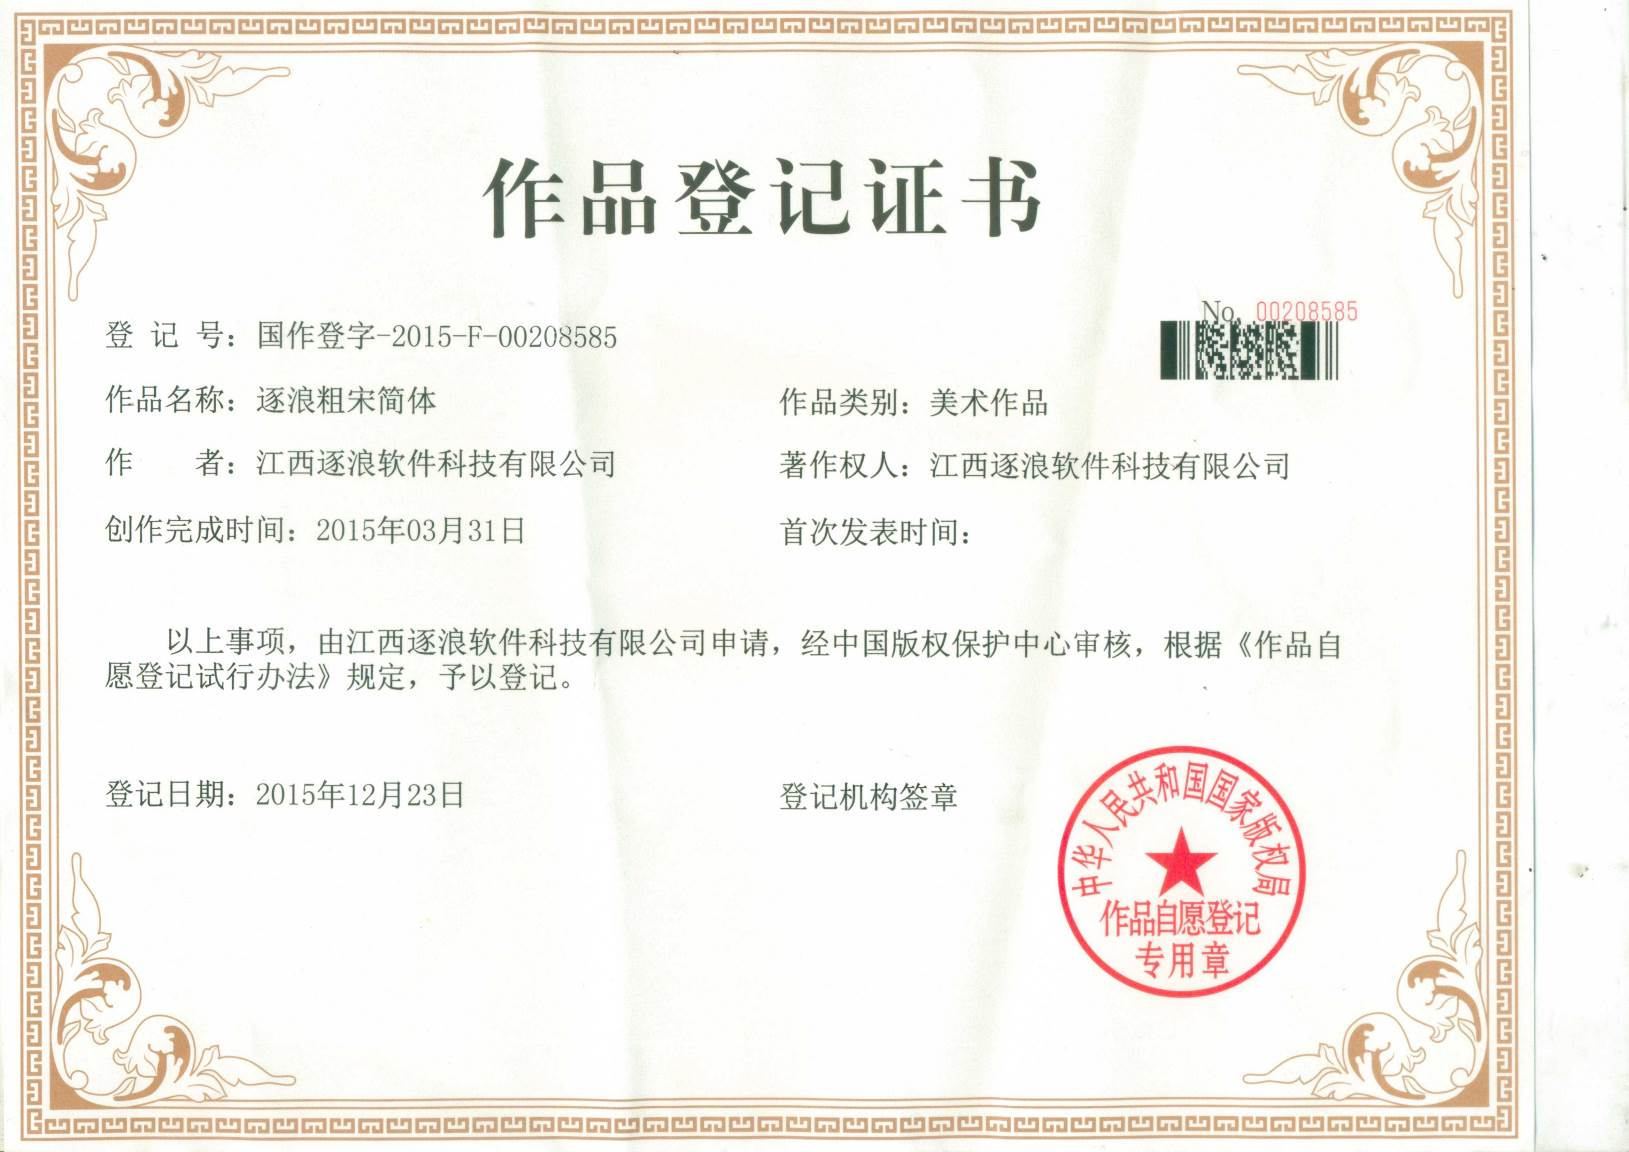 作品登记证书
No. 00208585
登 记 号：国作登字-2015-F-00208585
作品名称：逐浪粗宋简体
作品类别：美术作品
作 者：江西逐浪软件科技有限公司
著作权人：江西逐浪软件科技有限公司
创作完成时间：2015年03月31日
首次发表时间：
以上事项，由江西逐浪软件科技有限公司申请，经中国版权保护中心审核，根据《作品自
愿登记试行办法》规定，予以登记。
登记日期：2015年12月23日
登记机构签章
中华人民共和国国家版权局
作品自愿登记
专用章